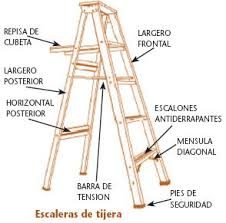 REPISA DE
CUBETA
LARGERO
FRONTAL
LARGERO
POSTERIOR
HORIZONTAL
POSTERIOR
ESCALONES
ANTIDERRAPANTES
MENSULA
DIAGONAL
BARRA DE
TENSION
PIES DE
SEGURIDAD
Escaleras de tijera